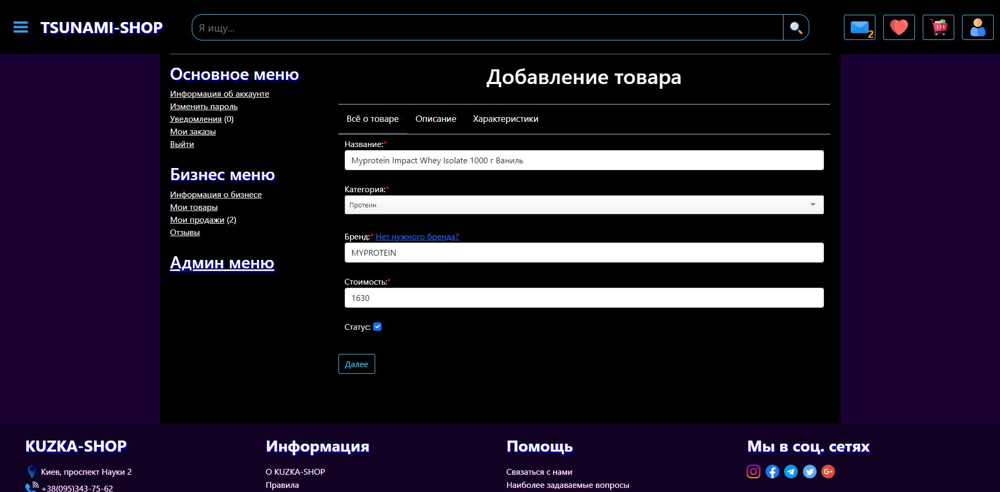 TSUNAMI-SHOP
Я ищу...
2
Основное меню
Информация об аккаунте
Изменить пароль
Уведомления (0)
Мои заказы
Выйти
Бизнес меню
Информация о бизнесе
Мои товары
Мои продажи (2)
Отзывы
Админ меню
Добавление товара
Всё о товаре Описание Характеристики
Название:*
Myprotein Impact Whey Isolate 1000 г Ваниль
Категория:*
Протеин
Бренд:* Нет нужного бренда?
MYPROTEIN
Стоимость:*
1630
Статус:
Далее
KUZKA-SHOP
Киев, проспект Науки 2
+38(095)343-75-62
Информация
О KUZKA-SHOP
Правила
Помощь
Связаться с нами
Наиболее задаваемые вопросы
Мы в соц. сетях